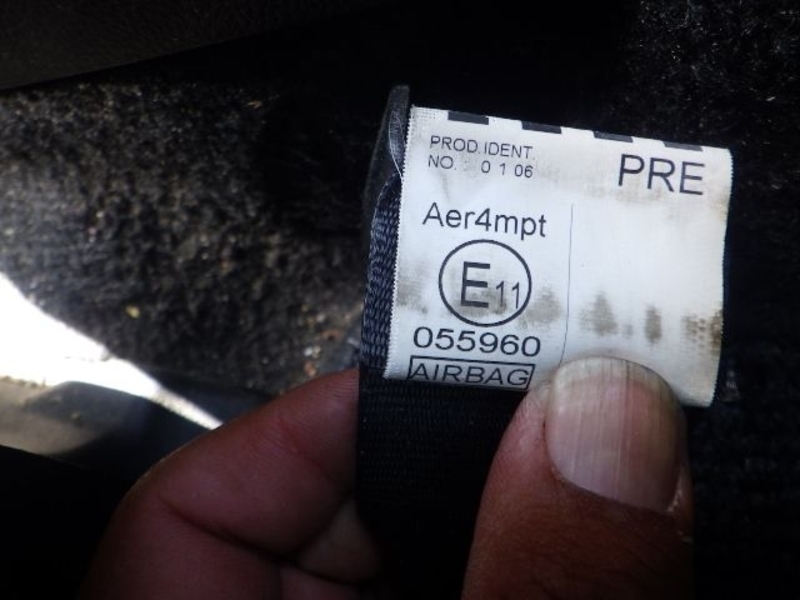 PROD.IDENT.
NO. 0 1 06
PRE
Aer4mpt
E11
055960
AIRBAG